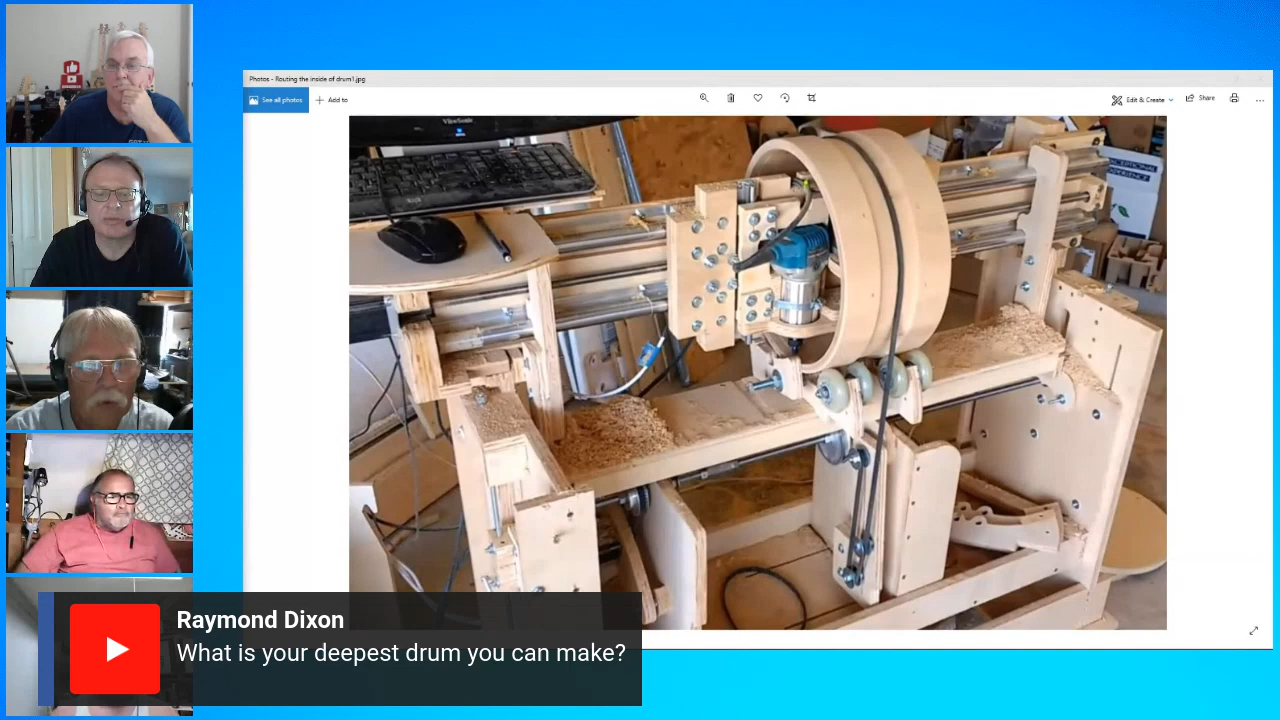 Photos - Routing the inside of drum1.jpg
See all photos
Add to
Edit & Create
Share
ViewSonic
Raymond Dixon
What is your deepest drum you can make?